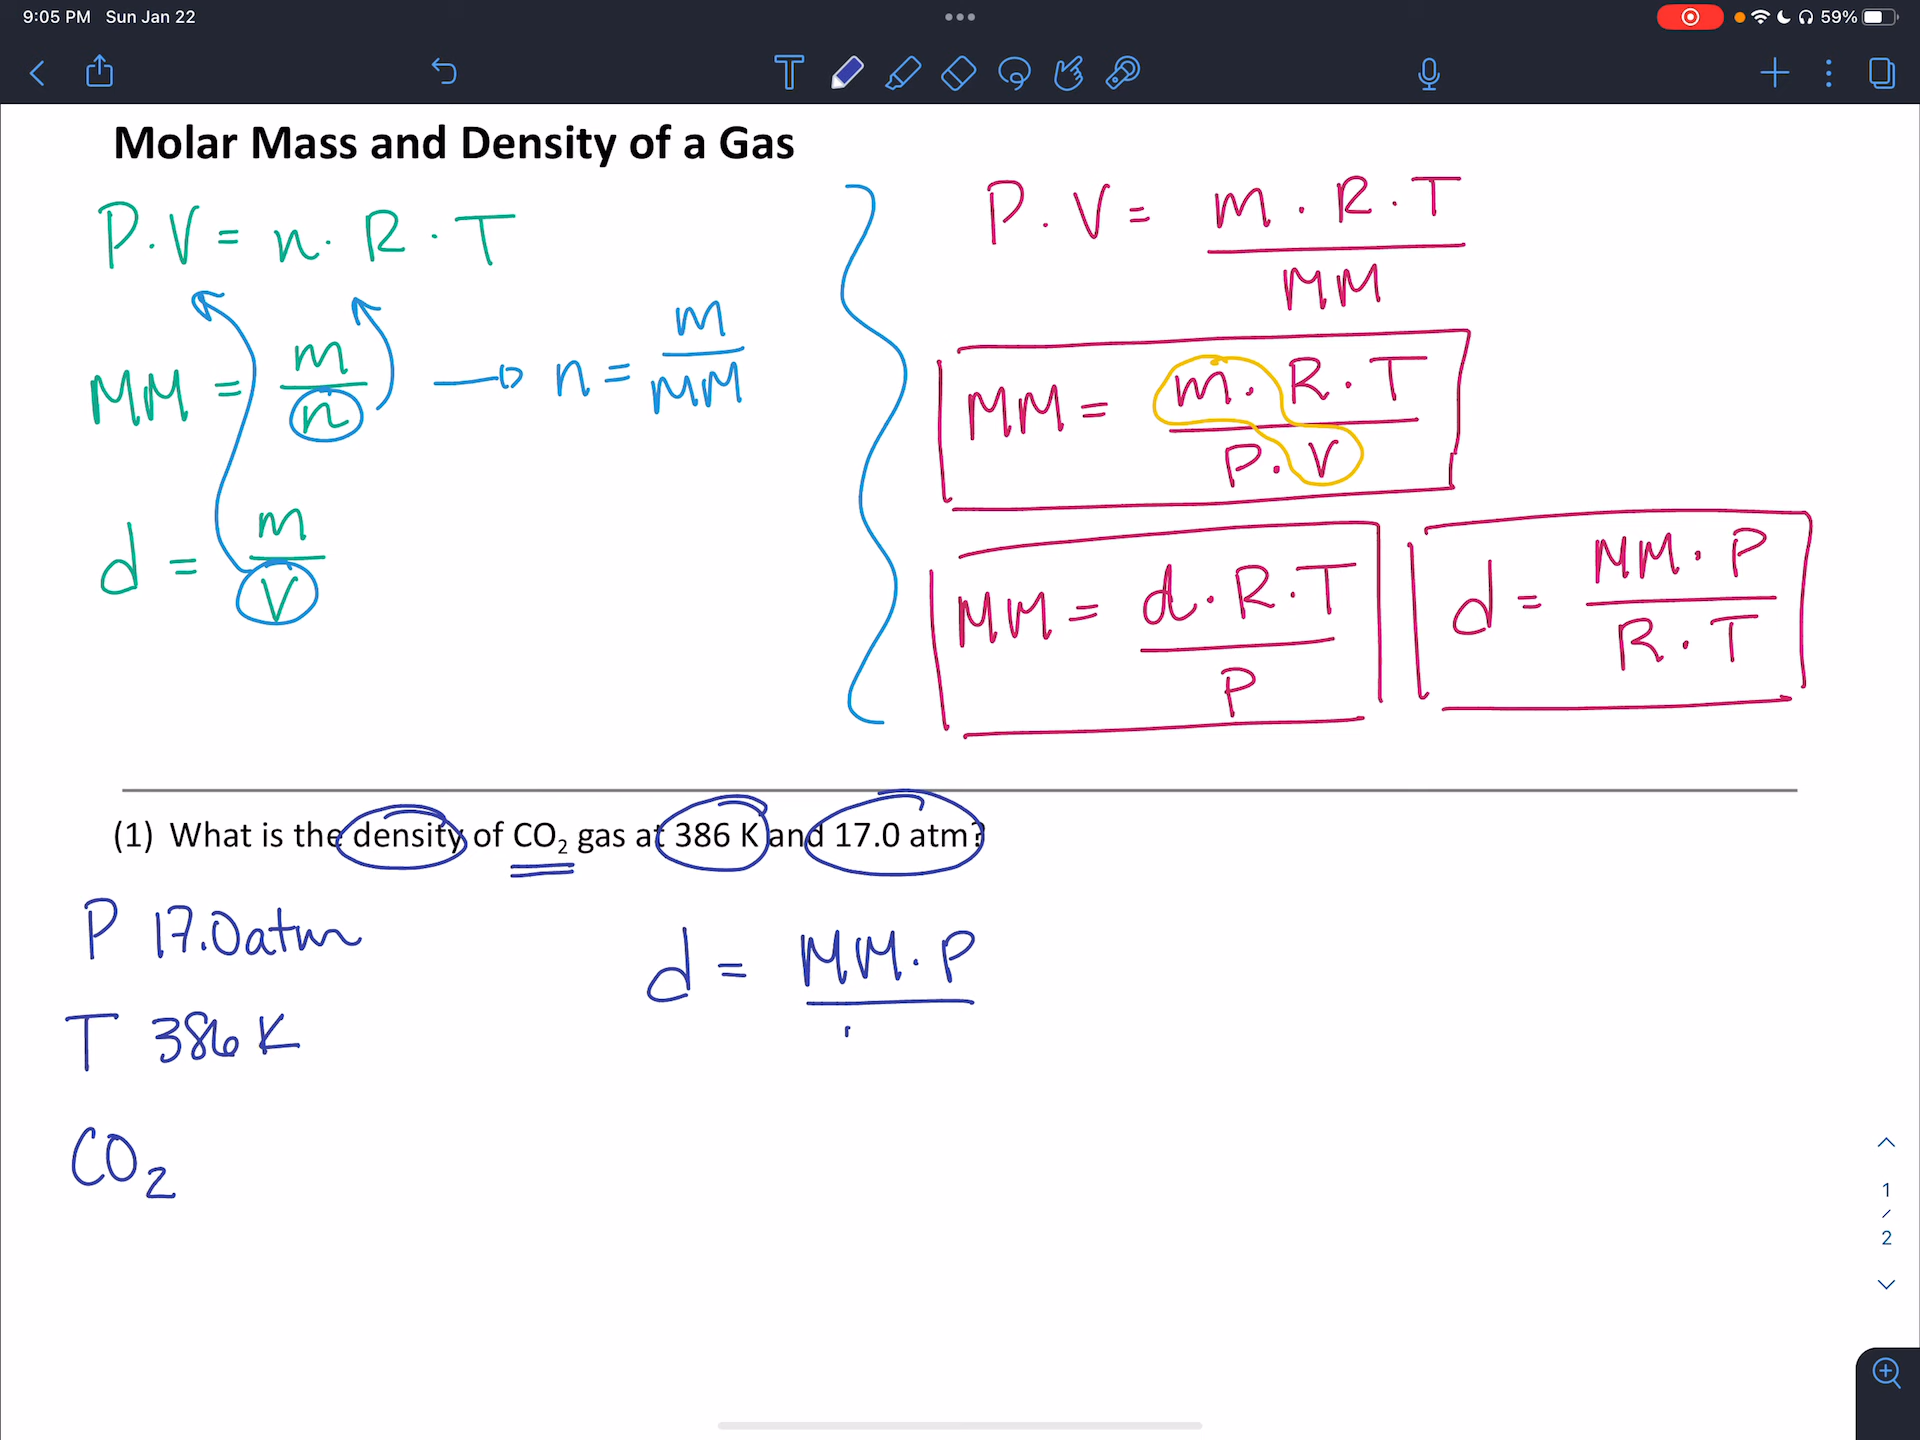 9:05 PM Sun Jan 22
59%
T
Molar Mass and Density of a Gas
P.V = n. R . T
MM = m/n → n = m/MM
d = m/V
P. V = m . R . T / MM
MM = m. R . T / P. V
MM = d. R. T / P
d = MM. P / R . T
(1) What is the density of CO₂ gas at 386 K and 17.0 atm?
P 17.0 atm
T 386 K
CO₂
d = MM. P
1
/
2